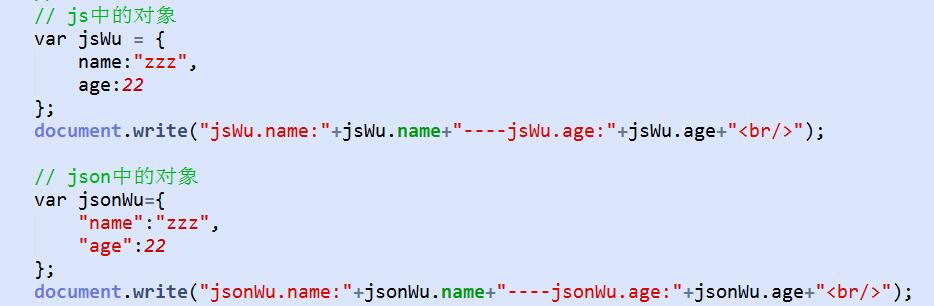 // js中的对象
var jsWu = {
    name:"zzz",
    age:22
};
document.write("jsWu.name:"+jsWu.name+"----jsWu.age:"+jsWu.age+"<br/>");
// json中的对象
var jsonWu={
    "name":"zzz",
    "age":22
};
document.write("jsonWu.name:"+jsonWu.name+"----jsonWu.age:"+jsonWu.age+"<br/>");